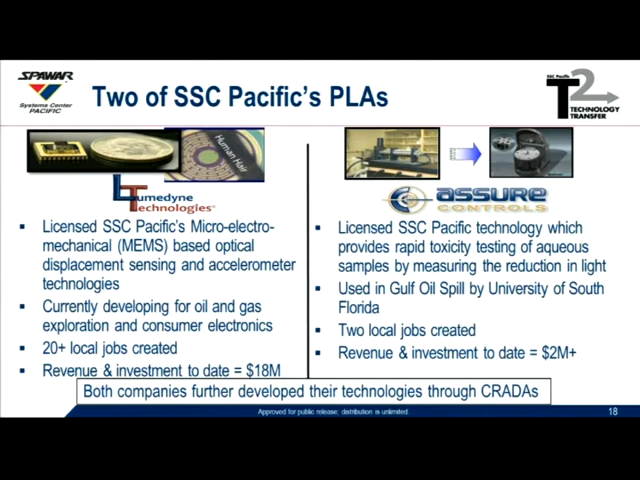 SPAWAR
Systems Center
PACIFIC
Two of SSC Pacific's PLAs
SSC Pacific
T2
TECHNOLOGY
TRANSFER
Human Hair
Lumedyne
Technologies
assure
CONTROLS
Licensed SSC Pacific's Micro-electro-
mechanical (MEMS) based optical
displacement sensing and accelerometer
technologies
Currently developing for oil and gas
exploration and consumer electronics
20+ local jobs created
Revenue & investment to date = $18M
Licensed SSC Pacific technology which
provides rapid toxicity testing of aqueous
samples by measuring the reduction in light
Used in Gulf Oil Spill by University of South
Florida
Two local jobs created
Revenue & investment to date = $2M+
Both companies further developed their technologies through CRADAs
Approved for public release; distribution is unlimited.
18